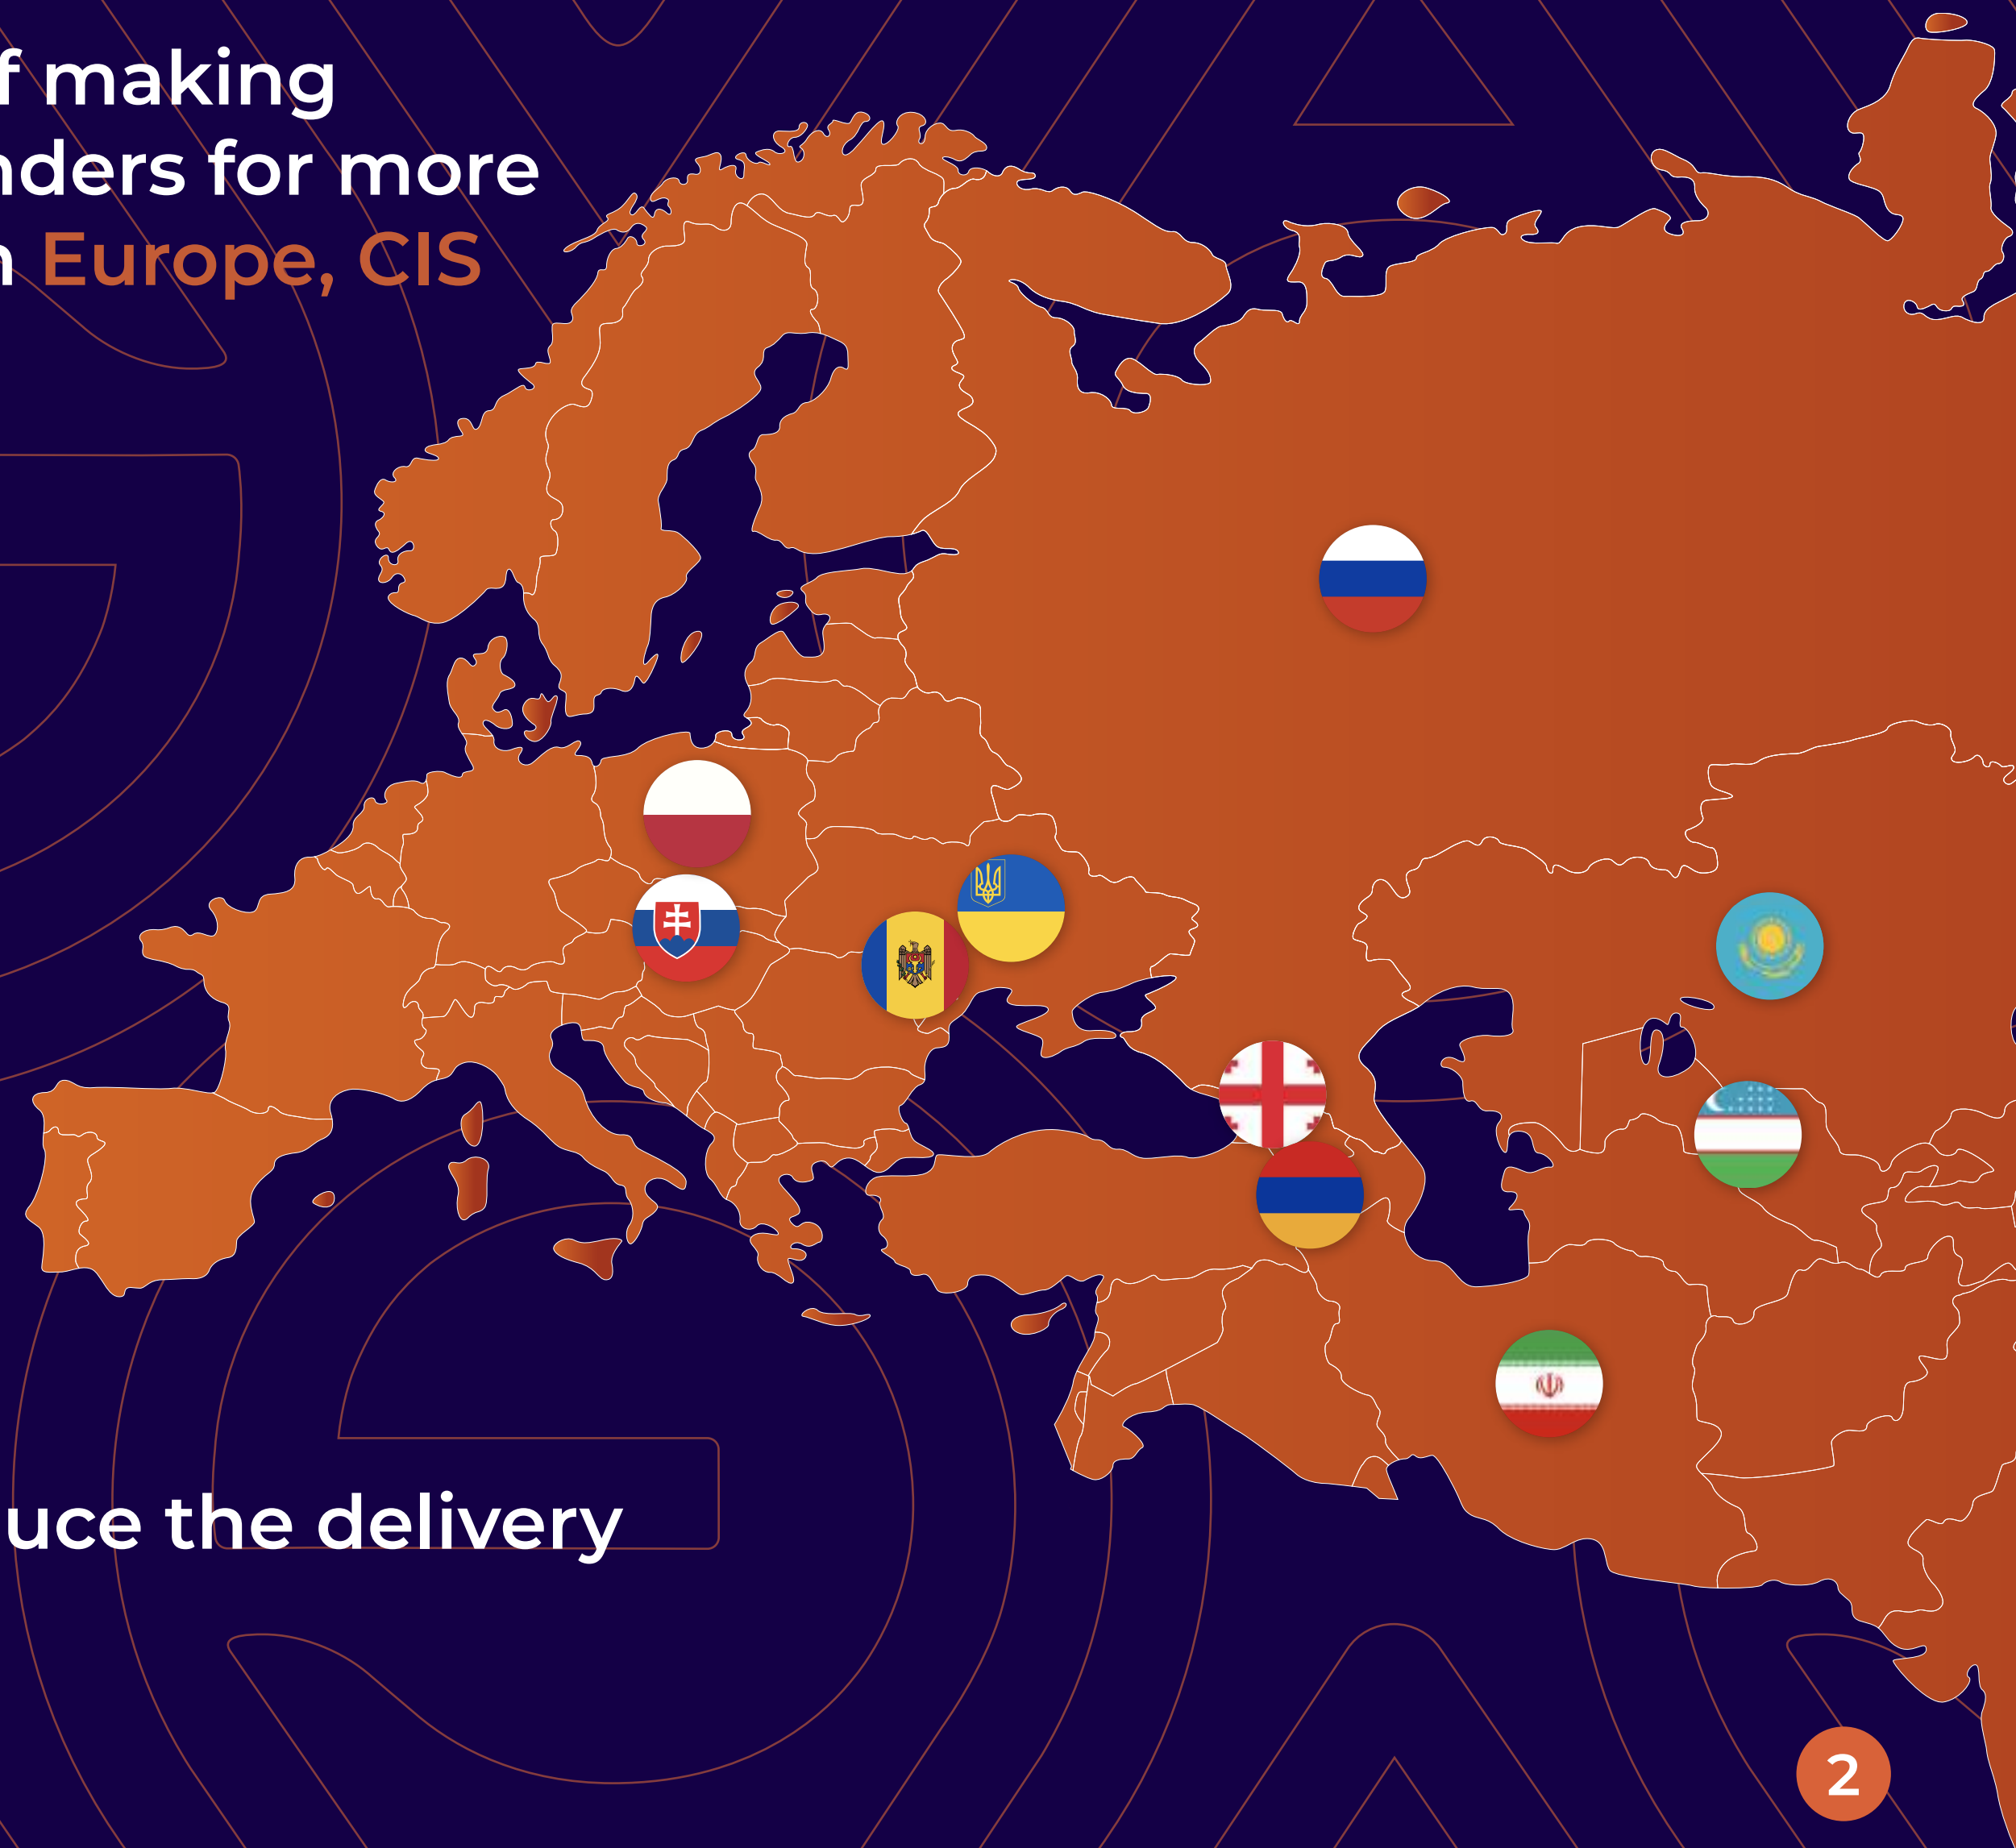 f making
nders for more
n Europe, CIS
uce the delivery
2